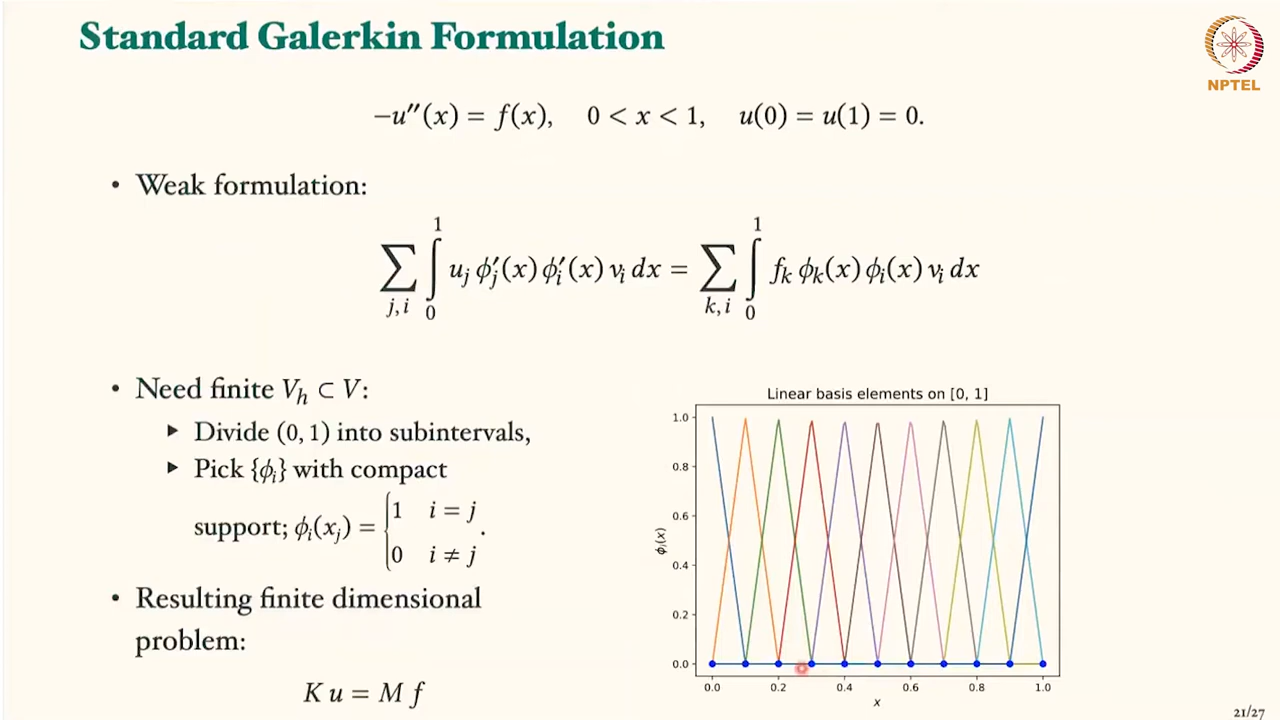 Standard Galerkin Formulation
NPTEL
−u″(x) = f(x), 0 < x < 1, u(0) = u(1) = 0.
• Weak formulation:
∑_{j,i} ∫_0^1 u_j ϕ′_j(x) ϕ′_i(x) v_i dx = ∑_{k,i} ∫_0^1 f_k ϕ_k(x) ϕ_i(x) v_i dx
• Need finite V_h ⊂ V:
▸ Divide (0, 1) into subintervals,
▸ Pick {ϕ_i} with compact
support; ϕ_i(x_j) = { 1 i = j
0 i ≠ j .
• Resulting finite dimensional
problem:
K u = M f
Linear basis elements on [0, 1]
1.0
0.8
0.6
0.4
0.2
0.0
ϕ_i(x)
0.0 0.2 0.4 0.6 0.8 1.0
x
21/27